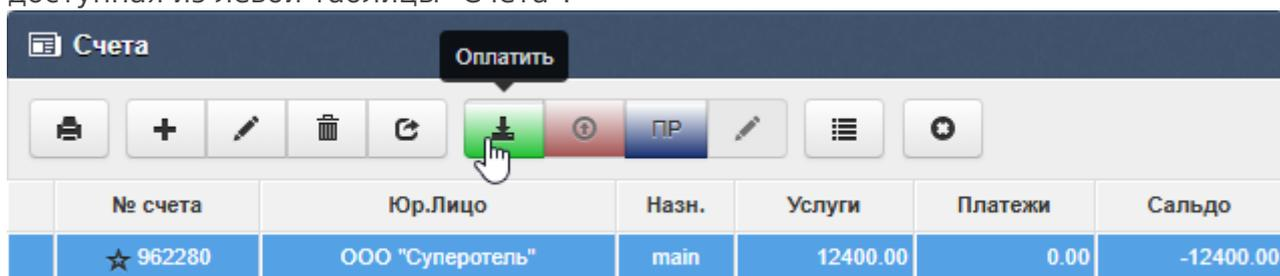 доступная из левой таблицы "Счета".
Счета
Оплатить
ПР
№ счета Юр.Лицо Назн. Услуги Платежи Сальдо
962280 ООО "Суперотель" main 12400.00 0.00 -12400.00